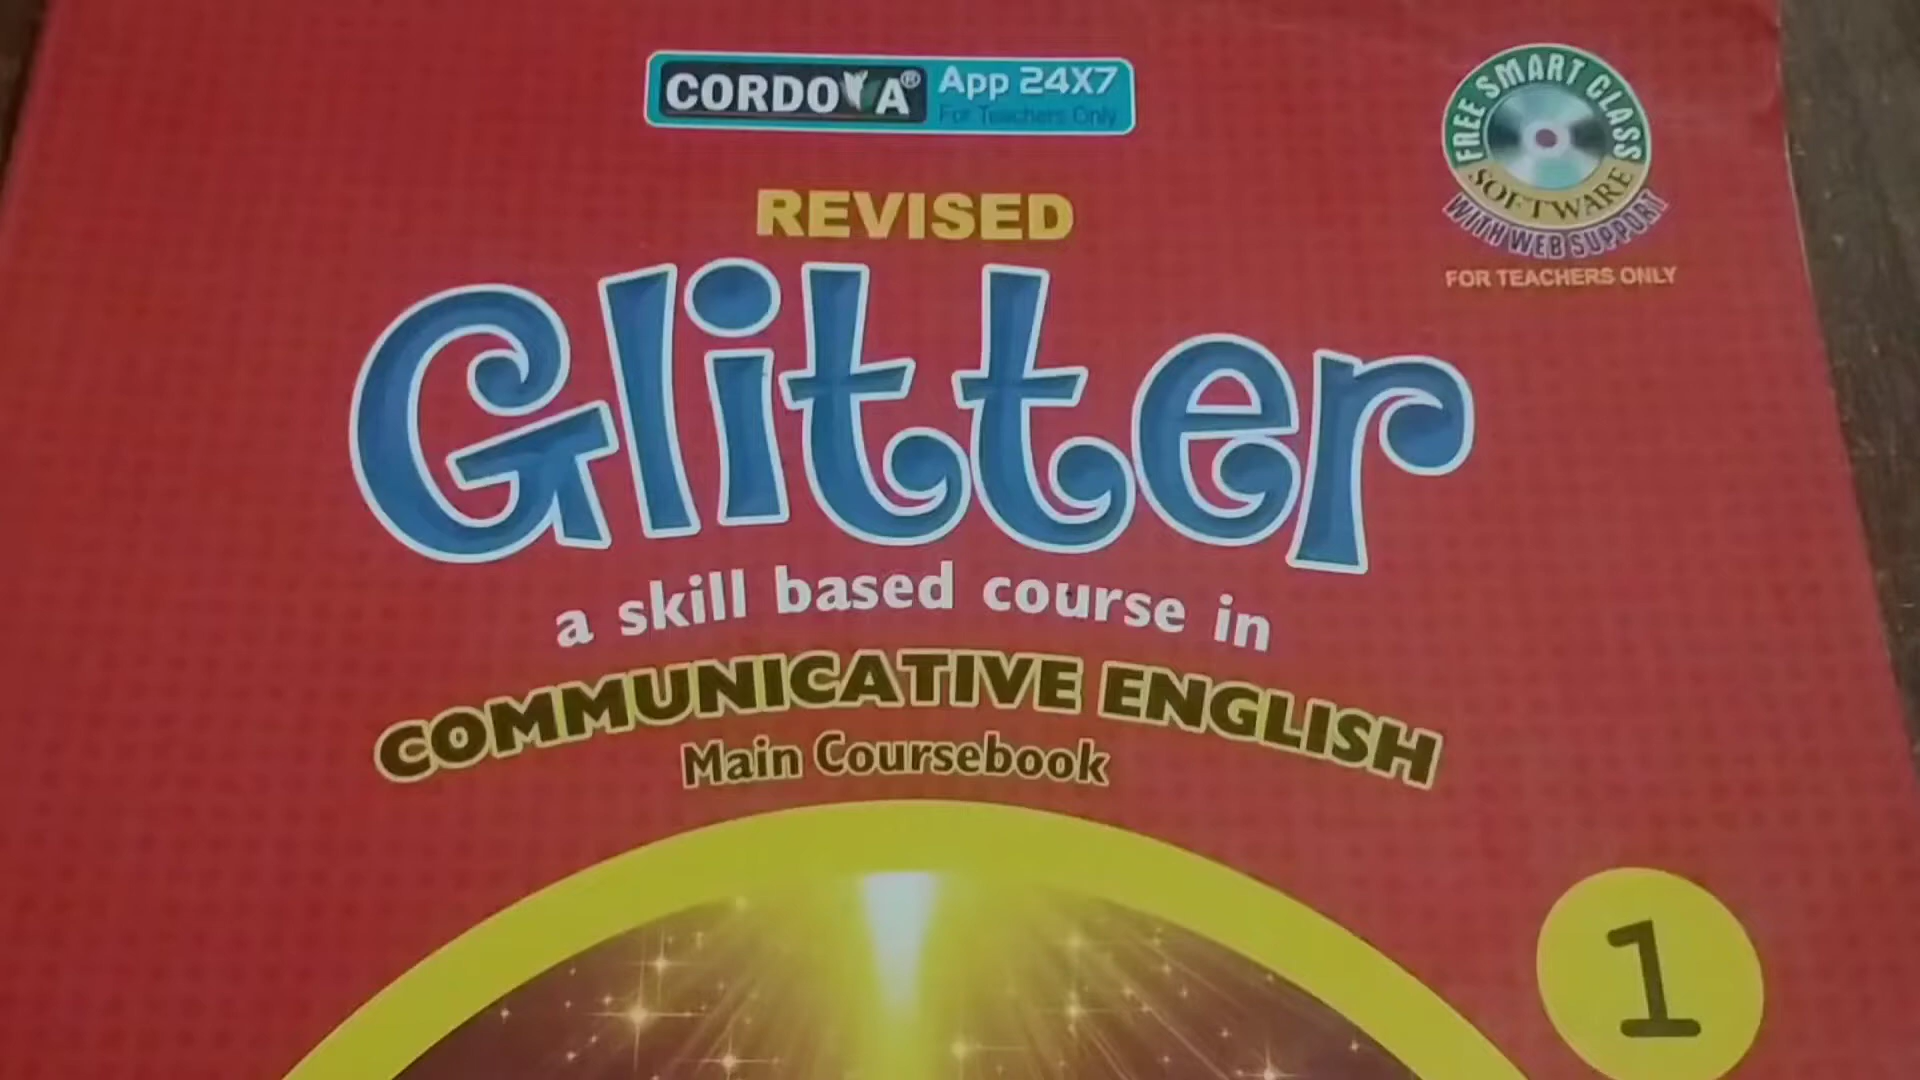 CORDOVA® App 24X7
For Teachers Only
FREE SMART CLASS
SOFTWARE
WITH WEB SUPPORT
FOR TEACHERS ONLY
REVISED
Glitter
a skill based course in
COMMUNICATIVE ENGLISH
Main Coursebook
1